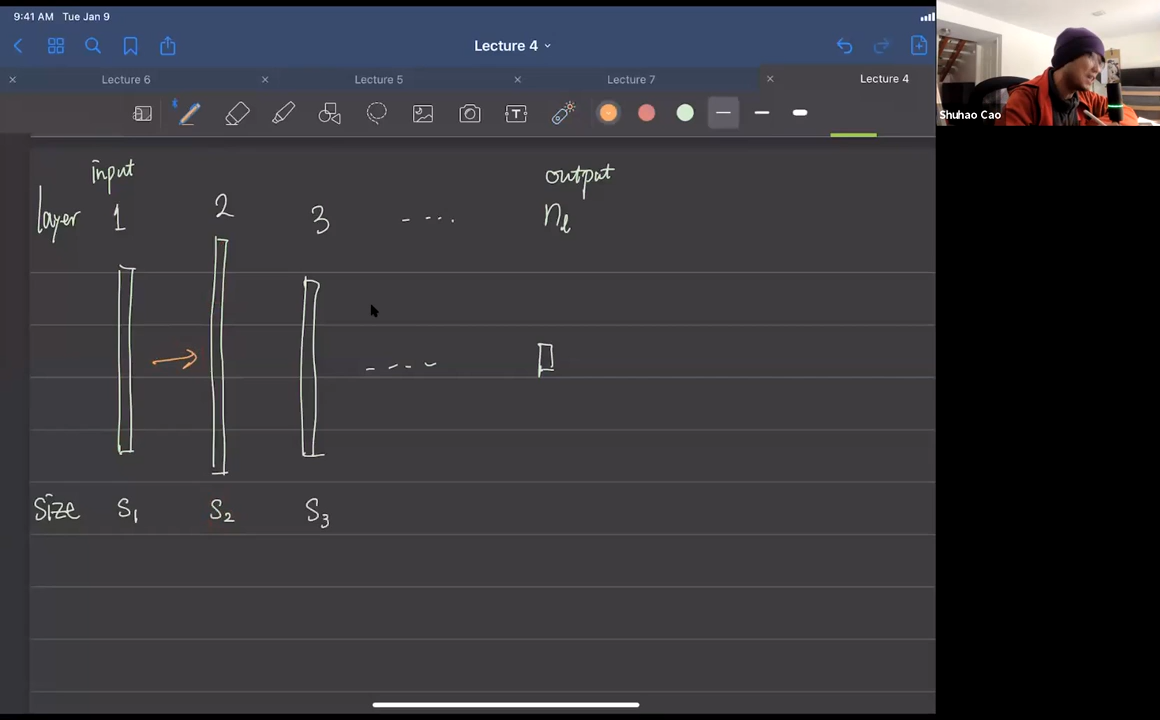 9:41 AM Tue Jan 9
Lecture 4
Lecture 6
Lecture 5
Lecture 7
Lecture 4
Shuhao Cao
input
output
layer 1 2 3 - - - - nₗ
- - - -
Size S₁ S₂ S₃